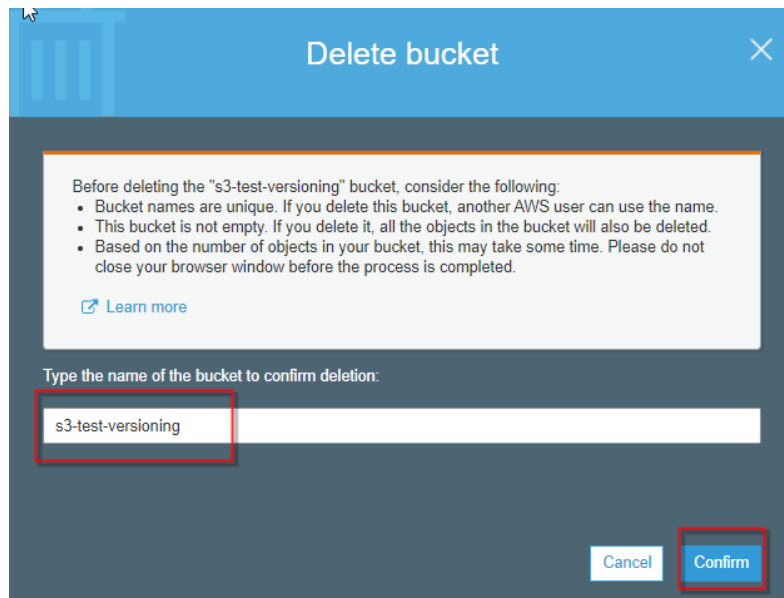 Delete bucket
Before deleting the "s3-test-versioning" bucket, consider the following:
• Bucket names are unique. If you delete this bucket, another AWS user can use the name.
• This bucket is not empty. If you delete it, all the objects in the bucket will also be deleted.
• Based on the number of objects in your bucket, this may take some time. Please do not
close your browser window before the process is completed.
Learn more
Type the name of the bucket to confirm deletion:
s3-test-versioning
Cancel Confirm